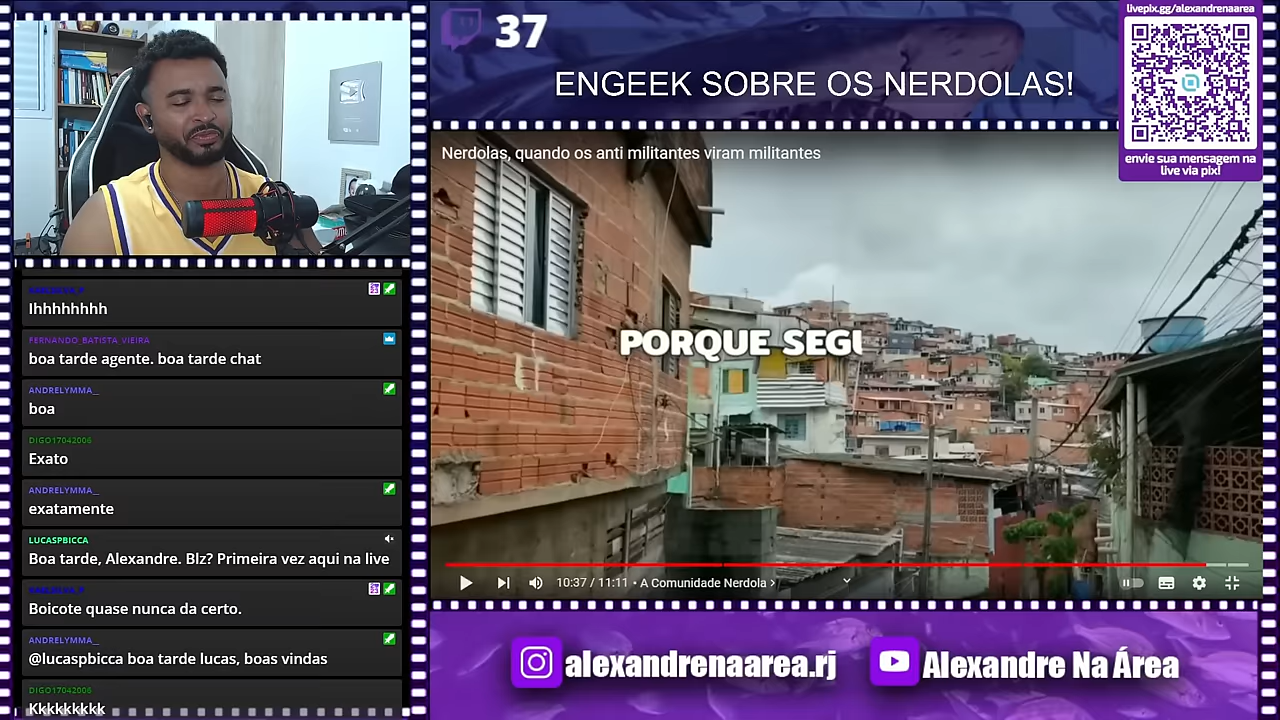 37
ENGEEK SOBRE OS NERDOLAS!
livepix.gg/alexandrenaarea
envie sua mensagem na
live via pix!
Nerdolas, quando os anti militantes viram militantes
PORQUE SEGU
10:37 / 11:11 • A Comunidade Nerdola >
Ihhhhhhhh
FERNANDO_BATISTA_VIEIRA
boa tarde agente. boa tarde chat
ANDRELYMMA_
boa
DIGO17042006
Exato
ANDRELYMMA_
exatamente
LUCASPBICCA
Boa tarde, Alexandre. Blz? Primeira vez aqui na live
Boicote quase nunca da certo.
ANDRELYMMA_
@lucaspbicca boa tarde lucas, boas vindas
DIGO17042006
Kkkkkkkkk
alexandrenaarea.rj
Alexandre Na Área